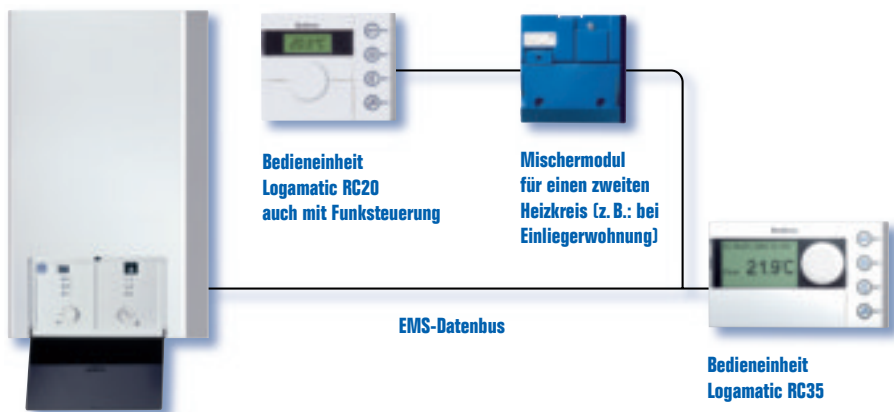 Bedieneinheit
Logamatic RC20
auch mit Funksteuerung
Mischermodul
für einen zweiten
Heizkreis (z. B.: bei
Einliegerwohnung)
21.9°C
EMS-Datenbus
Bedieneinheit
Logamatic RC35